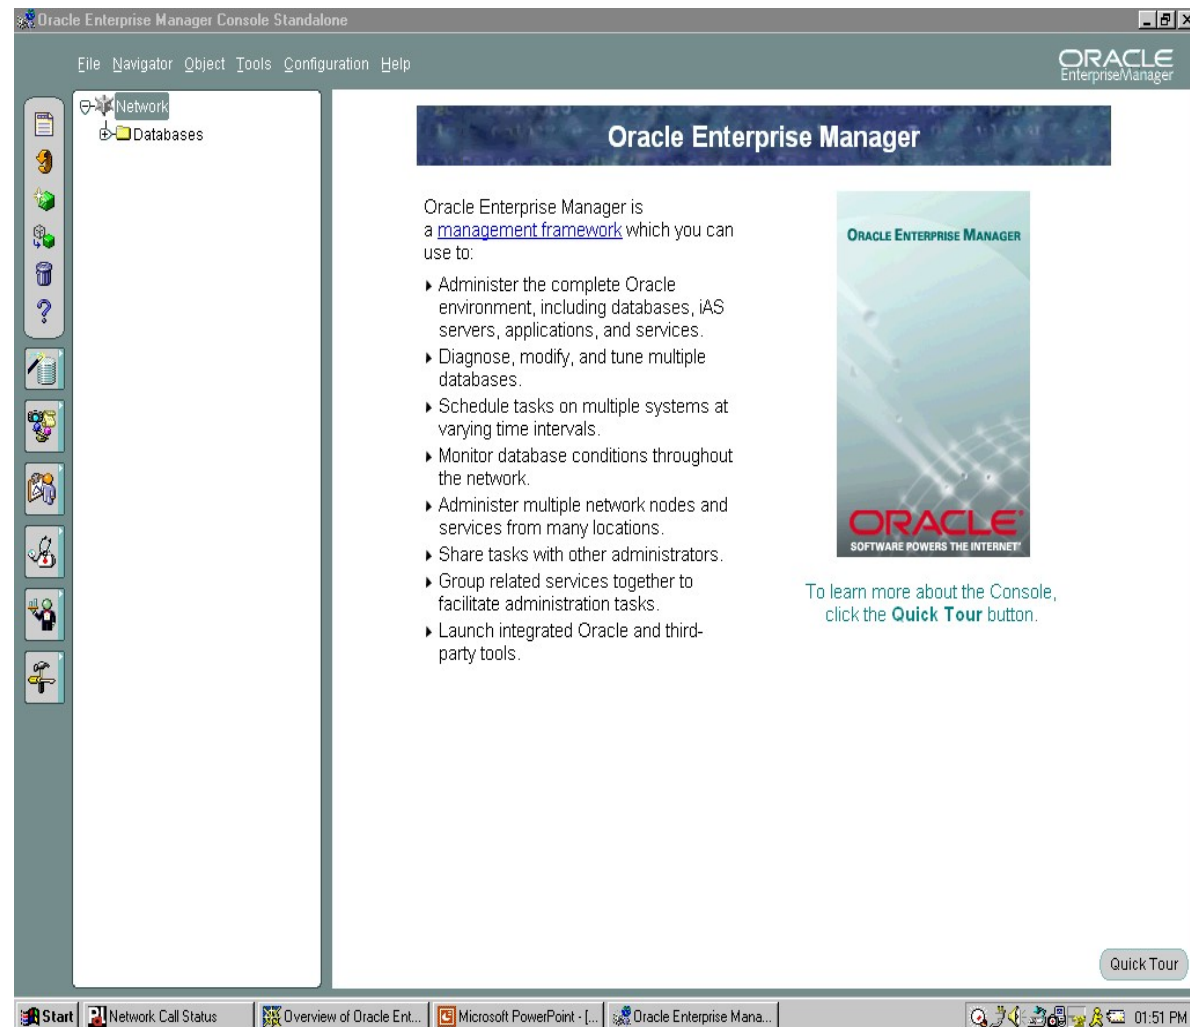 Oracle Enterprise Manager Console Standalone
File Navigator Object Tools Configuration Help
ORACLE
EnterpriseManager
Network
Databases
Oracle Enterprise Manager
Oracle Enterprise Manager is
a management framework which you can
use to:
Administer the complete Oracle
environment, including databases, iAS
servers, applications, and services.
Diagnose, modify, and tune multiple
databases.
Schedule tasks on multiple systems at
varying time intervals.
Monitor database conditions throughout
the network.
Administer multiple network nodes and
services from many locations.
Share tasks with other administrators.
Group related services together to
facilitate administration tasks.
Launch integrated Oracle and third-
party tools.
ORACLE ENTERPRISE MANAGER
ORACLE
SOFTWARE POWERS THE INTERNET
To learn more about the Console,
click the Quick Tour button.
Quick Tour
Start
Network Call Status
Overview of Oracle Ent...
Microsoft PowerPoint - [...
Oracle Enterprise Mana...
01:51 PM